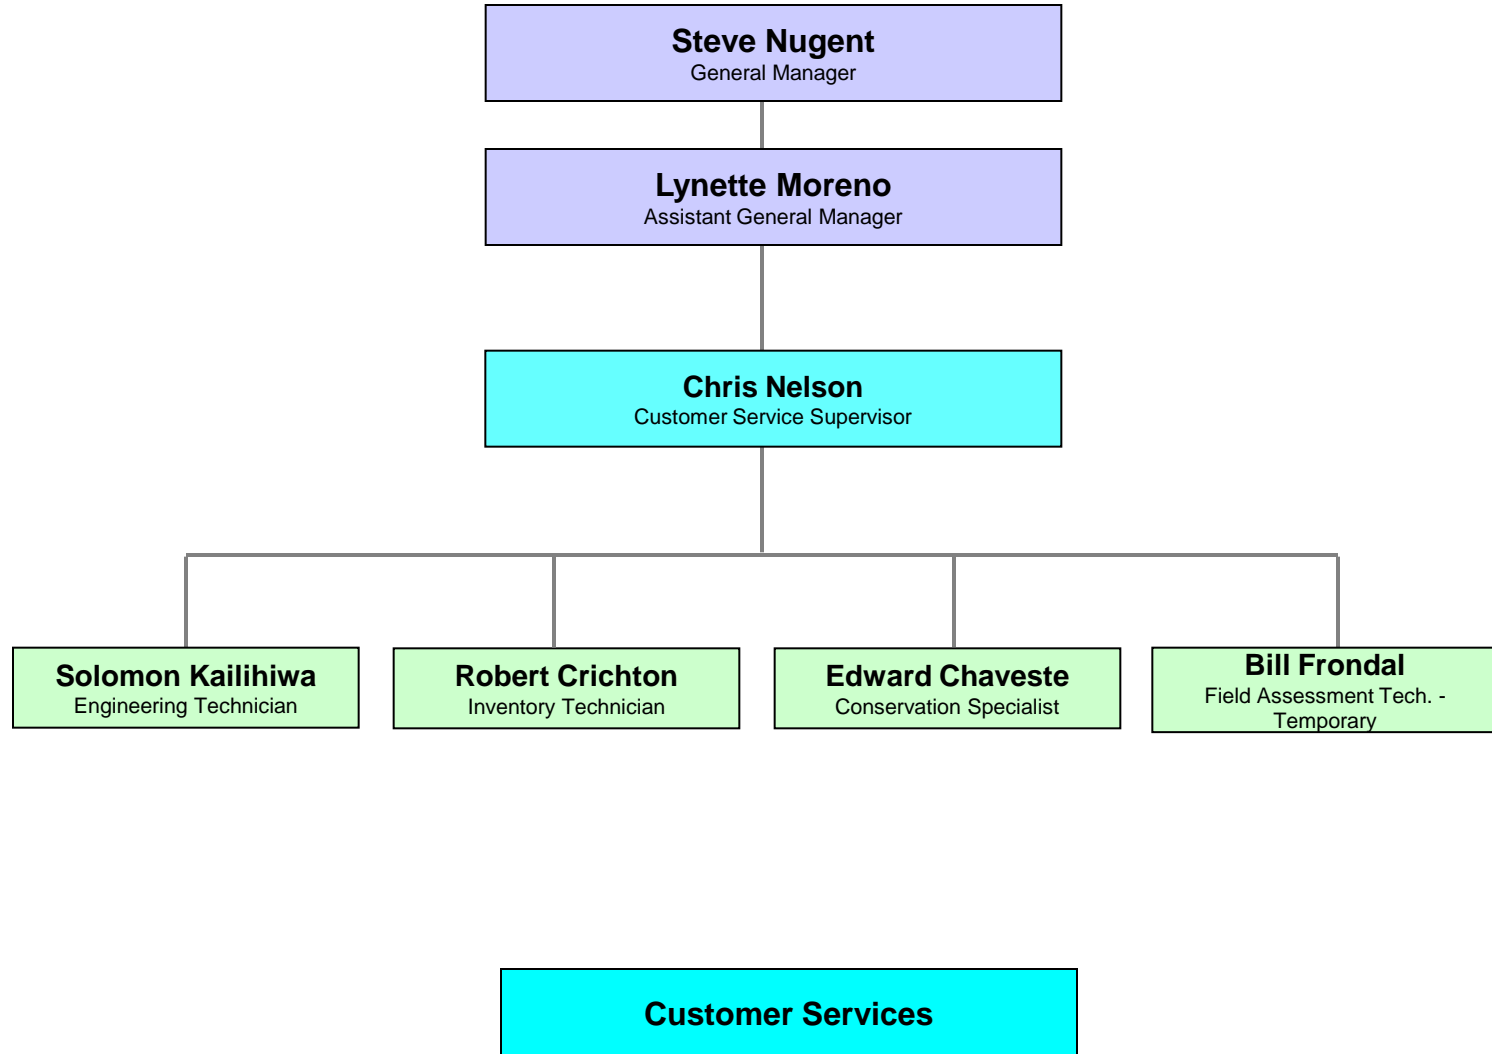 Steve Nugent
General Manager
Lynette Moreno
Assistant General Manager
Chris Nelson
Customer Service Supervisor
Solomon Kailihiwa
Engineering Technician
Robert Crichton
Inventory Technician
Edward Chaveste
Conservation Specialist
Bill Frondal
Field Assessment Tech. -
Temporary
Customer Services